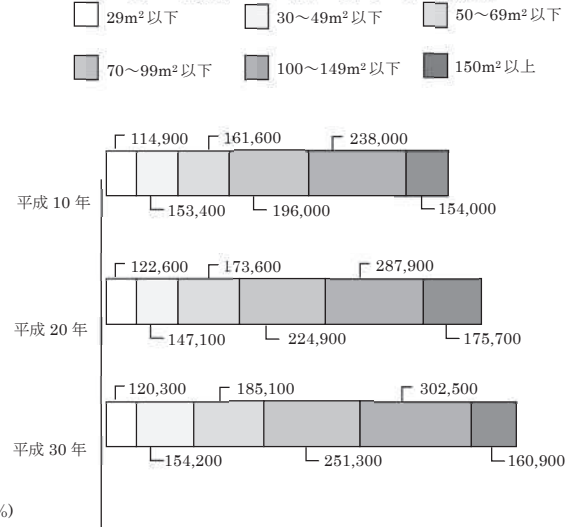 29m²以下 30～49m²以下 50～69m²以下
70～99m²以下 100～149m²以下 150m²以上
114,900 161,600 238,000
平成 10 年
153,400 196,000 154,000
122,600 173,600 287,900
平成 20 年
147,100 224,900 175,700
120,300 185,100 302,500
平成 30 年
154,200 251,300 160,900
%)